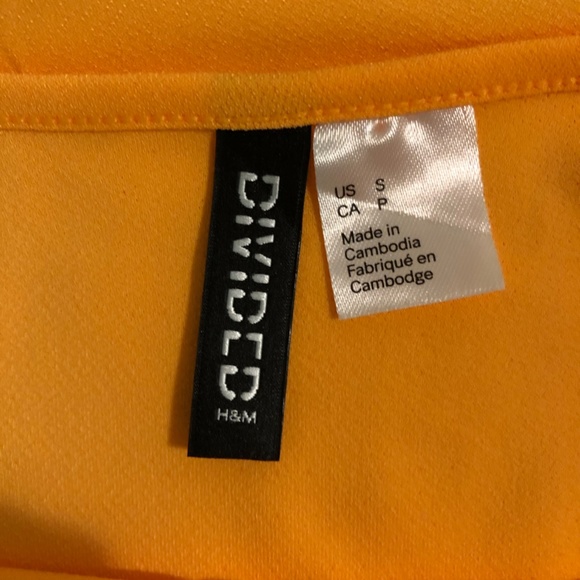 DIVIDED
H&M
US S
CA P
Made in
Cambodia
Fabriqué en
Cambodge